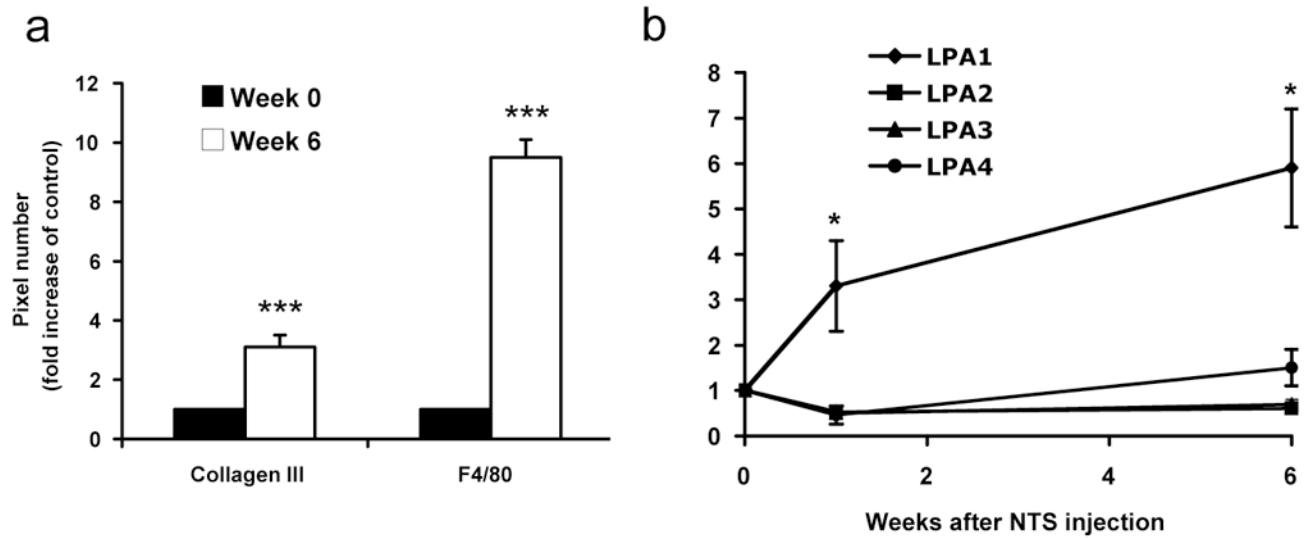 a
Pixel number
(fold increase of control)
12
10
8
6
4
2
0
Week 0
Week 6
***
***
Collagen III
F4/80
b
LPA1
LPA2
LPA3
LPA4
8
7
6
5
4
3
2
1
0
*
*
0
2
4
6
Weeks after NTS injection